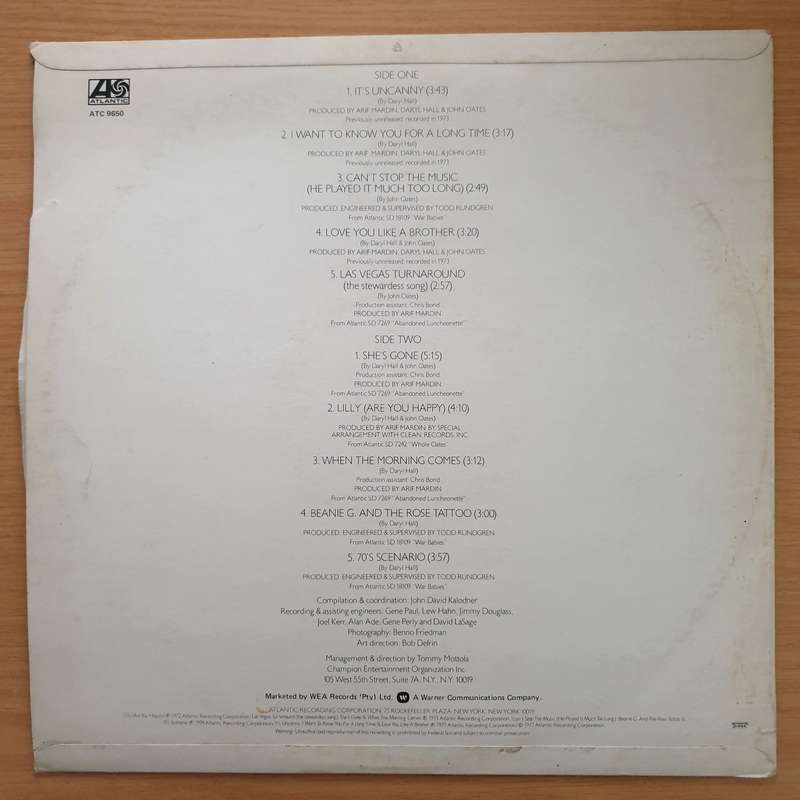 ATLANTIC
ATC 9650
SIDE ONE
1. IT'S UNCANNY (3:43)
(By Daryl Hall)
PRODUCED BY ARIF MARDIN, DARYL HALL & JOHN OATES
Previously unreleased, recorded in 1973
2. I WANT TO KNOW YOU FOR A LONG TIME (3:17)
(By Daryl Hall)
PRODUCED BY ARIF MARDIN, DARYL HALL & JOHN OATES
Previously unreleased, recorded in 1973
3. CAN'T STOP THE MUSIC
(HE PLAYED IT MUCH TOO LONG) (2:49)
(By John Oates)
PRODUCED, ENGINEERED & SUPERVISED BY TODD RUNDGREN
From Atlantic SD 18109 "War Babies"
4. LOVE YOU LIKE A BROTHER (3:20)
(By Daryl Hall & John Oates)
PRODUCED BY ARIF MARDIN, DARYL HALL & JOHN OATES
Previously unreleased, recorded in 1973
5. LAS VEGAS TURNAROUND
(the stewardess song) (2:57)
(By John Oates)
Production assistant: Chris Bond
PRODUCED BY ARIF MARDIN
From Atlantic SD 7269 "Abandoned Luncheonette"
SIDE TWO
1. SHE'S GONE (5:15)
(By Daryl Hall & John Oates)
Production assistant: Chris Bond
PRODUCED BY ARIF MARDIN
From Atlantic SD 7269 "Abandoned Luncheonette"
2. LILLY (ARE YOU HAPPY) (4:10)
(By Daryl Hall & John Oates)
PRODUCED BY ARIF MARDIN BY SPECIAL
ARRANGEMENT WITH CLEAN RECORDS, INC.
From Atlantic SD 7242 "Whole Oates"
3. WHEN THE MORNING COMES (3:12)
(By Daryl Hall)
Production assistant: Chris Bond
PRODUCED BY ARIF MARDIN
From Atlantic SD 7269 "Abandoned Luncheonette"
4. BEANIE G. AND THE ROSE TATTOO (3:00)
(By Daryl Hall)
PRODUCED, ENGINEERED & SUPERVISED BY TODD RUNDGREN
From Atlantic SD 18109 "War Babies"
5. 70'S SCENARIO (3:57)
(By Daryl Hall)
PRODUCED, ENGINEERED & SUPERVISED BY TODD RUNDGREN
From Atlantic SD 18109 "War Babies"
Compilation & coordination: John David Kalodner
Recording & assisting engineers: Gene Paul, Lew Hahn, Jimmy Douglass,
Joel Kerr, Alan Ade, Gene Perly and David LaSage
Photography: Benno Friedman
Art direction: Bob Defrin
Management & direction by Tommy Mottola
Champion Entertainment Organization Inc.
105 West 55th Street, Suite 7A, N.Y., N.Y. 10019
Marketed by WEA Records (Pty) Ltd. A Warner Communications Company.
ATLANTIC RECORDING CORPORATION, 75 ROCKEFELLER PLAZA, NEW YORK, NEW YORK 10019
Warning: Unauthorized reproduction of this recording is prohibited by Federal law and subject to criminal prosecution.